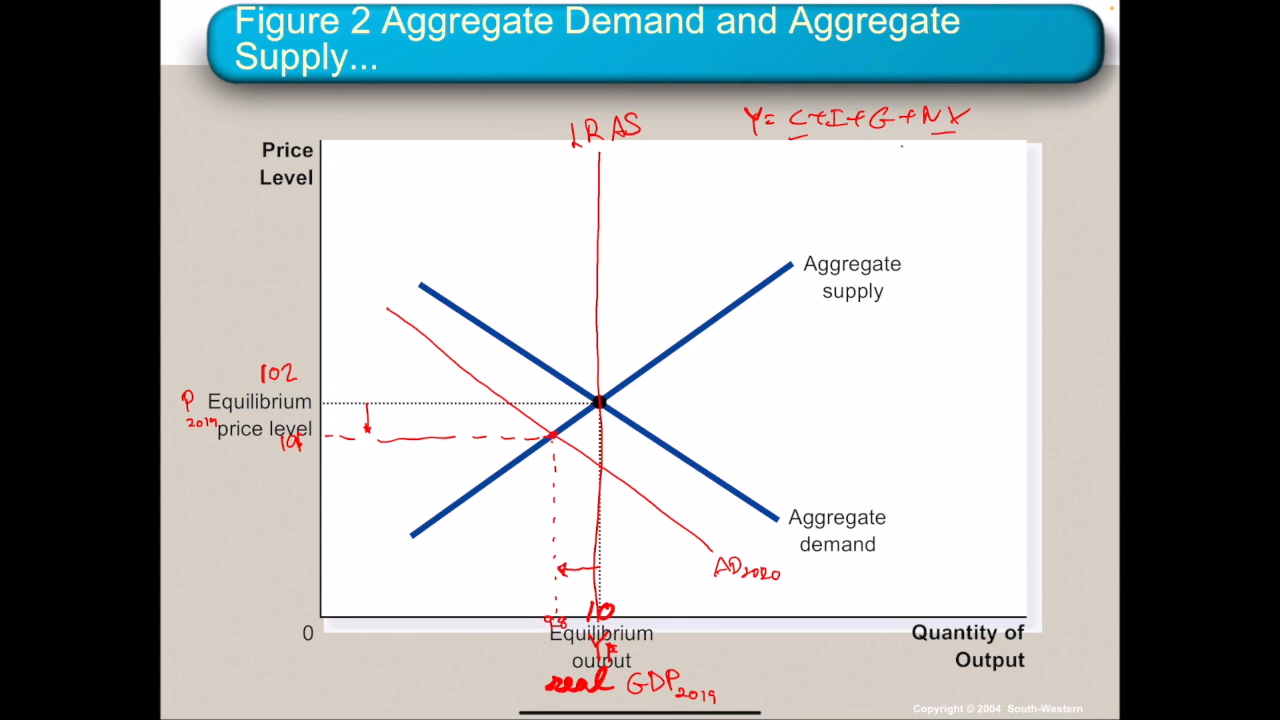 Figure 2 Aggregate Demand and Aggregate
Supply...
Y = C+I+G+NX
LRAS
Price
Level
Aggregate
supply
102
P 2019
Equilibrium
price level
Aggregate
demand
AD2020
0
10
Equilibrium
output
Y*
Quantity of
Output
real GDP2019
Copyright © 2004 South-Western